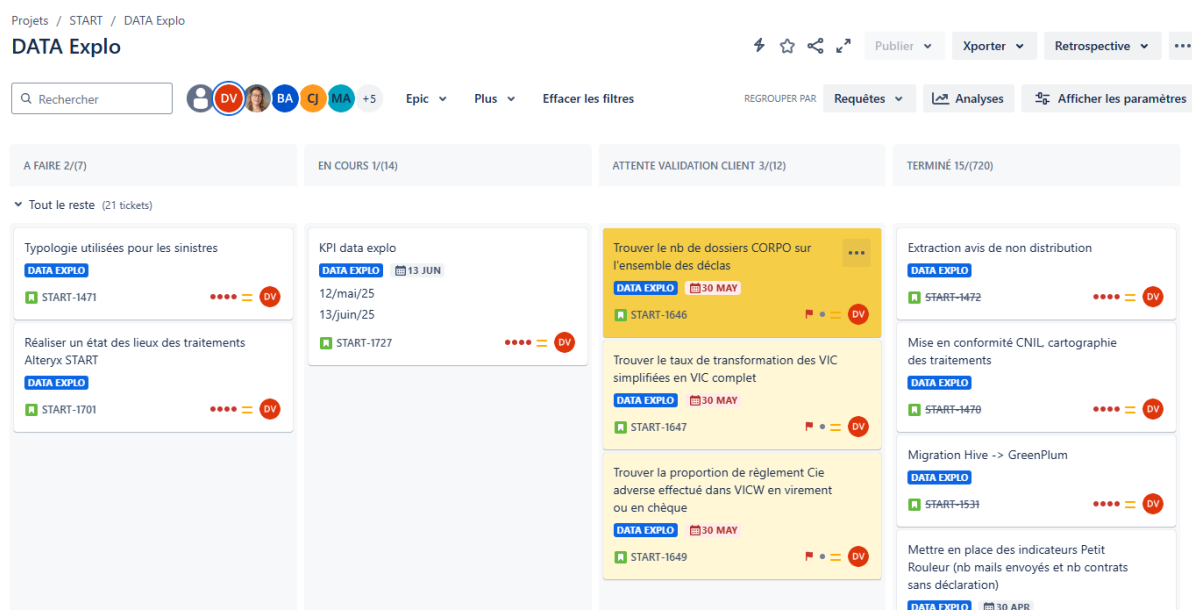 Projets / START / DATA Explo
DATA Explo
Publier
Xporter
Retrospective
Rechercher
DV
BA
CJ
MA
+5
Epic
Plus
Effacer les filtres
REGROUPER PAR
Requêtes
Analyses
Afficher les paramètres
A FAIRE 2/(7)
EN COURS 1/(14)
ATTENTE VALIDATION CLIENT 3/(12)
TERMINÉ 15/(720)
Tout le reste (21 tickets)
Typologie utilisées pour les sinistres
DATA EXPLO
START-1471
DV
Réaliser un état des lieux des traitements
Alteryx START
DATA EXPLO
START-1701
DV
KPI data explo
DATA EXPLO 13 JUN
12/mai/25
13/juin/25
START-1727
DV
Trouver le nb de dossiers CORPO sur
l'ensemble des déclas
DATA EXPLO 30 MAY
START-1646
DV
Trouver le taux de transformation des VIC
simplifiées en VIC complet
DATA EXPLO 30 MAY
START-1647
DV
Trouver la proportion de règlement Cie
adverse effectué dans VICW en virement
ou en chèque
DATA EXPLO 30 MAY
START-1649
DV
Extraction avis de non distribution
DATA EXPLO
START-1472
DV
Mise en conformité CNIL, cartographie
des traitements
DATA EXPLO
START-1470
DV
Migration Hive -> GreenPlum
DATA EXPLO
START-1531
DV
Mettre en place des indicateurs Petit
Rouleur (nb mails envoyés et nb contrats
sans déclaration)
DATA EXPLO 30 APR